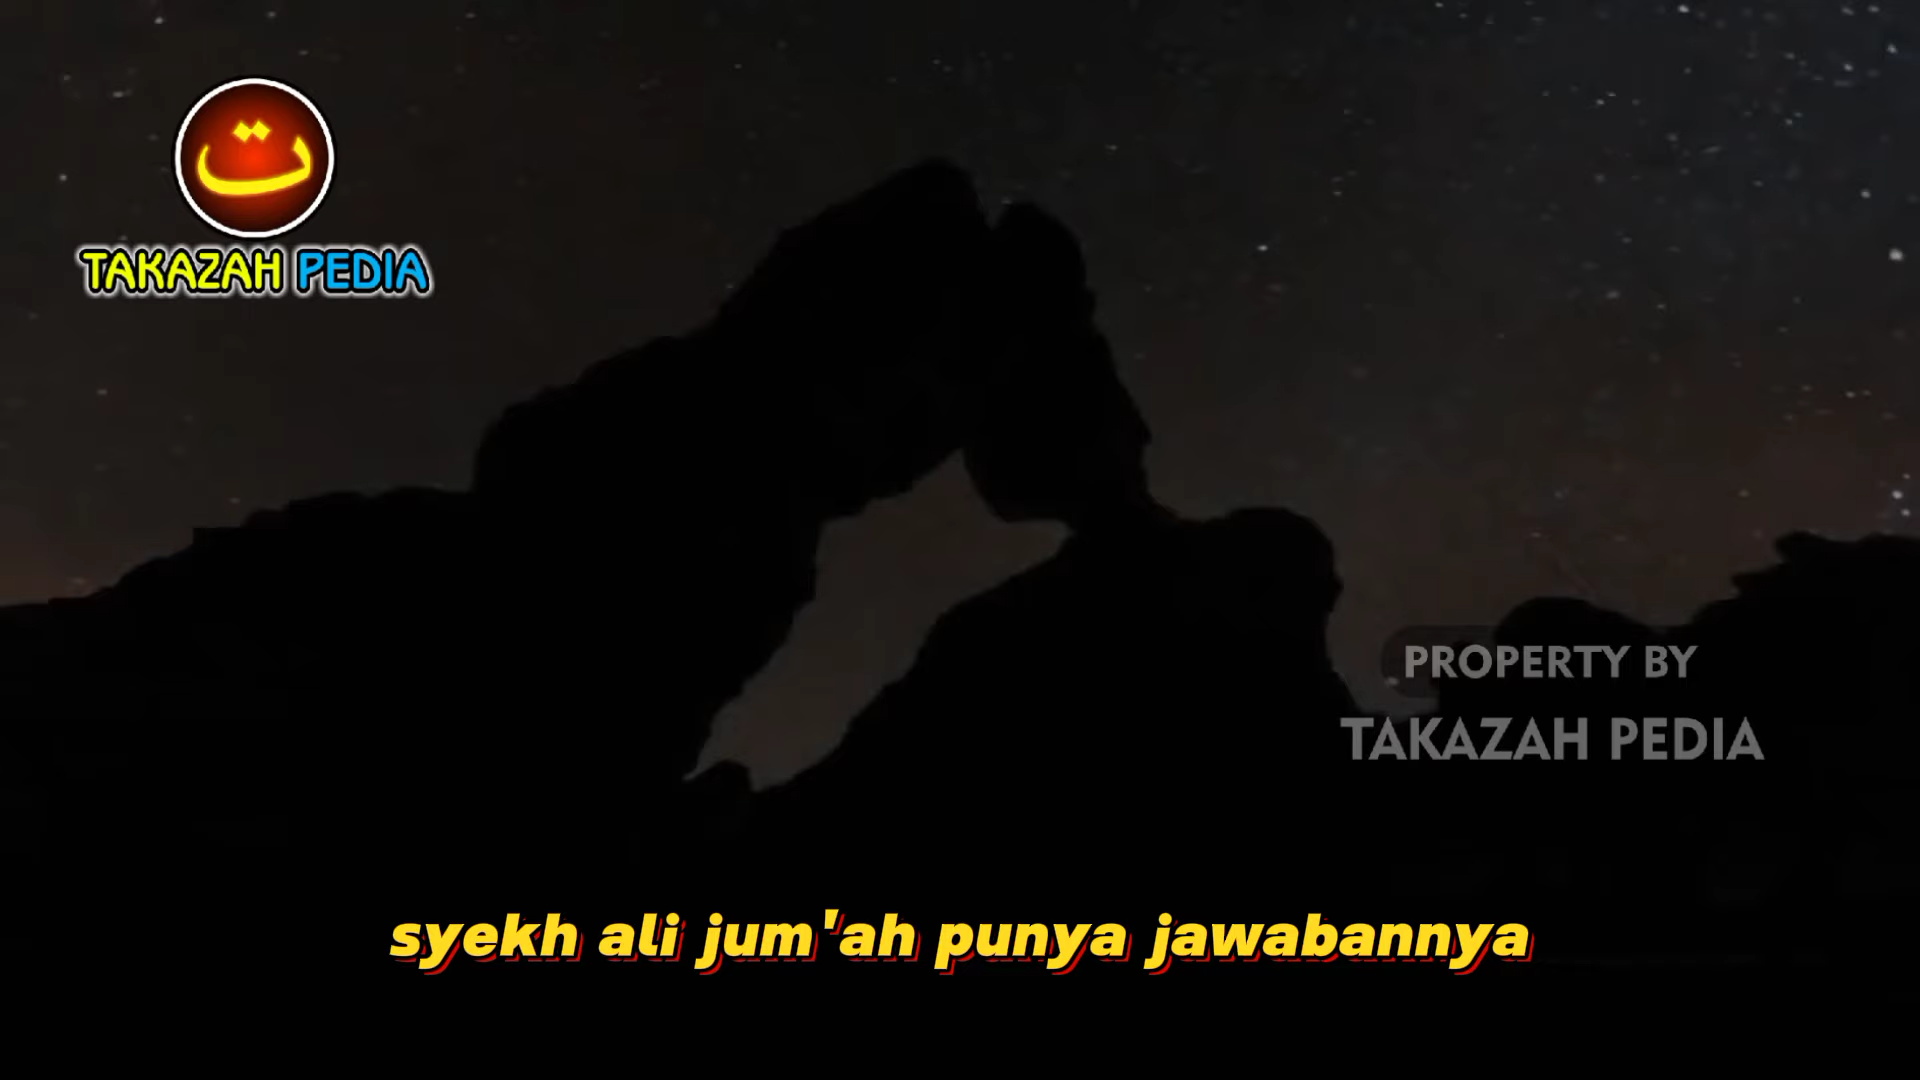 ت
TAKAZAH PEDIA
PROPERTY BY
TAKAZAH PEDIA
syekh ali jum'ah punya jawabannya